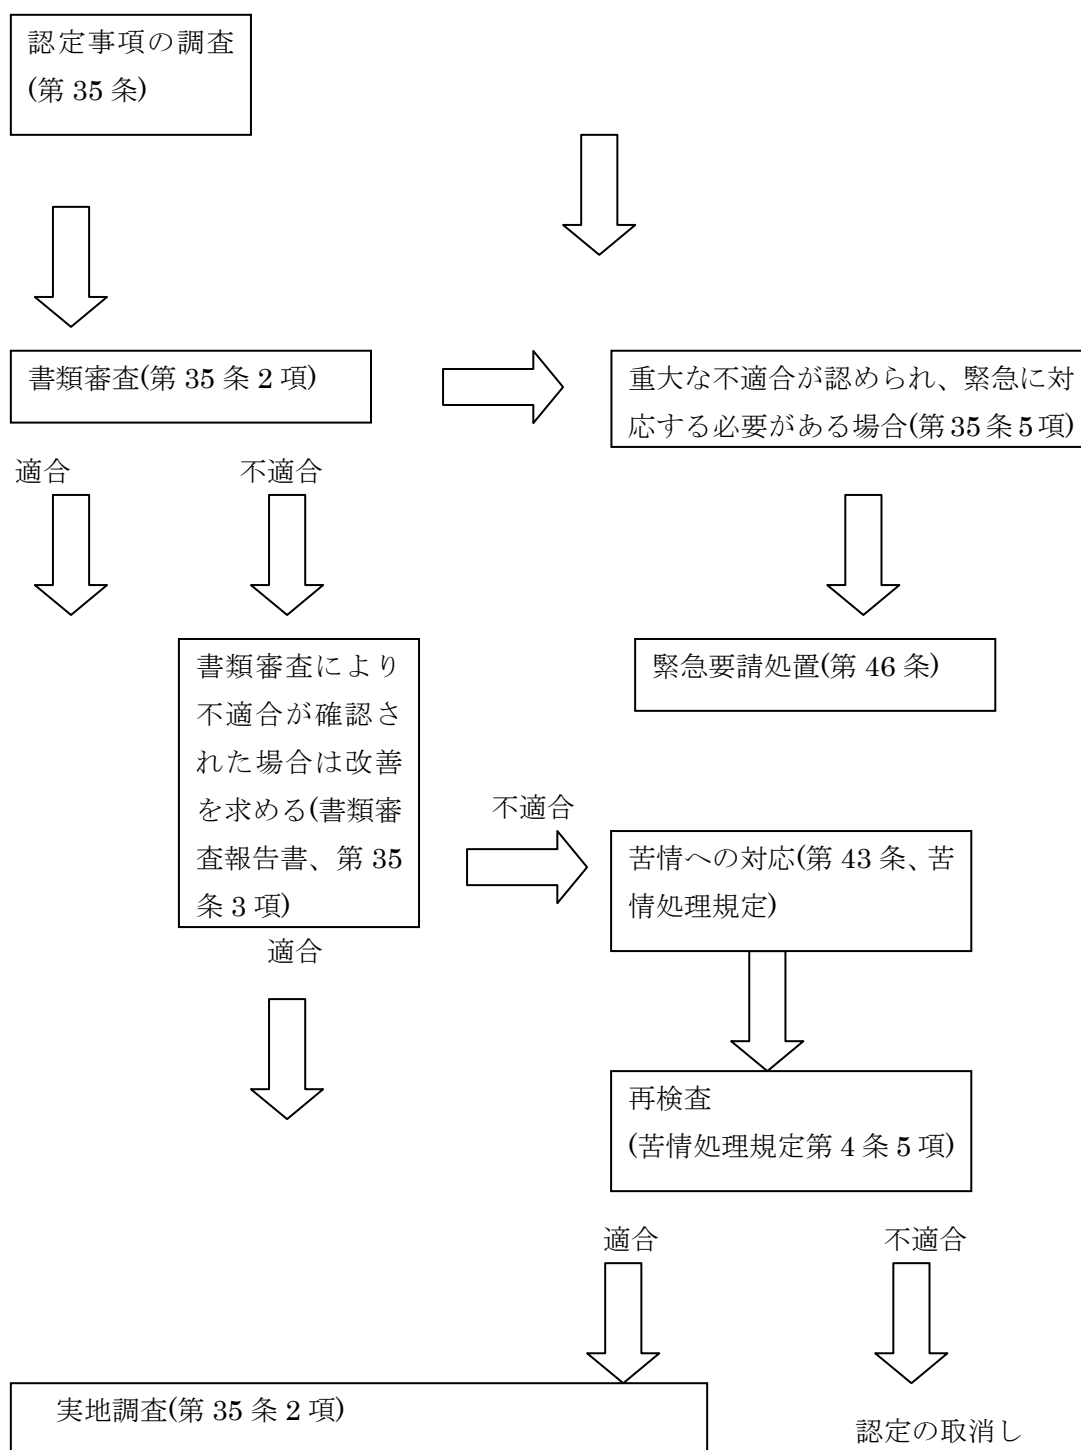 認定事項の調査
(第 35 条)
書類審査(第 35 条 2 項)
重大な不適合が認められ、緊急に対
応する必要がある場合(第 35 条 5 項)
適合
不適合
書類審査により
不適合が確認さ
れた場合は改善
を求める(書類審
査報告書、第 35
条 3 項)
緊急要請処置(第 46 条)
不適合
苦情への対応(第 43 条、苦
情処理規定)
適合
再検査
(苦情処理規定第 4 条 5 項)
適合
不適合
実地調査(第 35 条 2 項)
認定の取消し